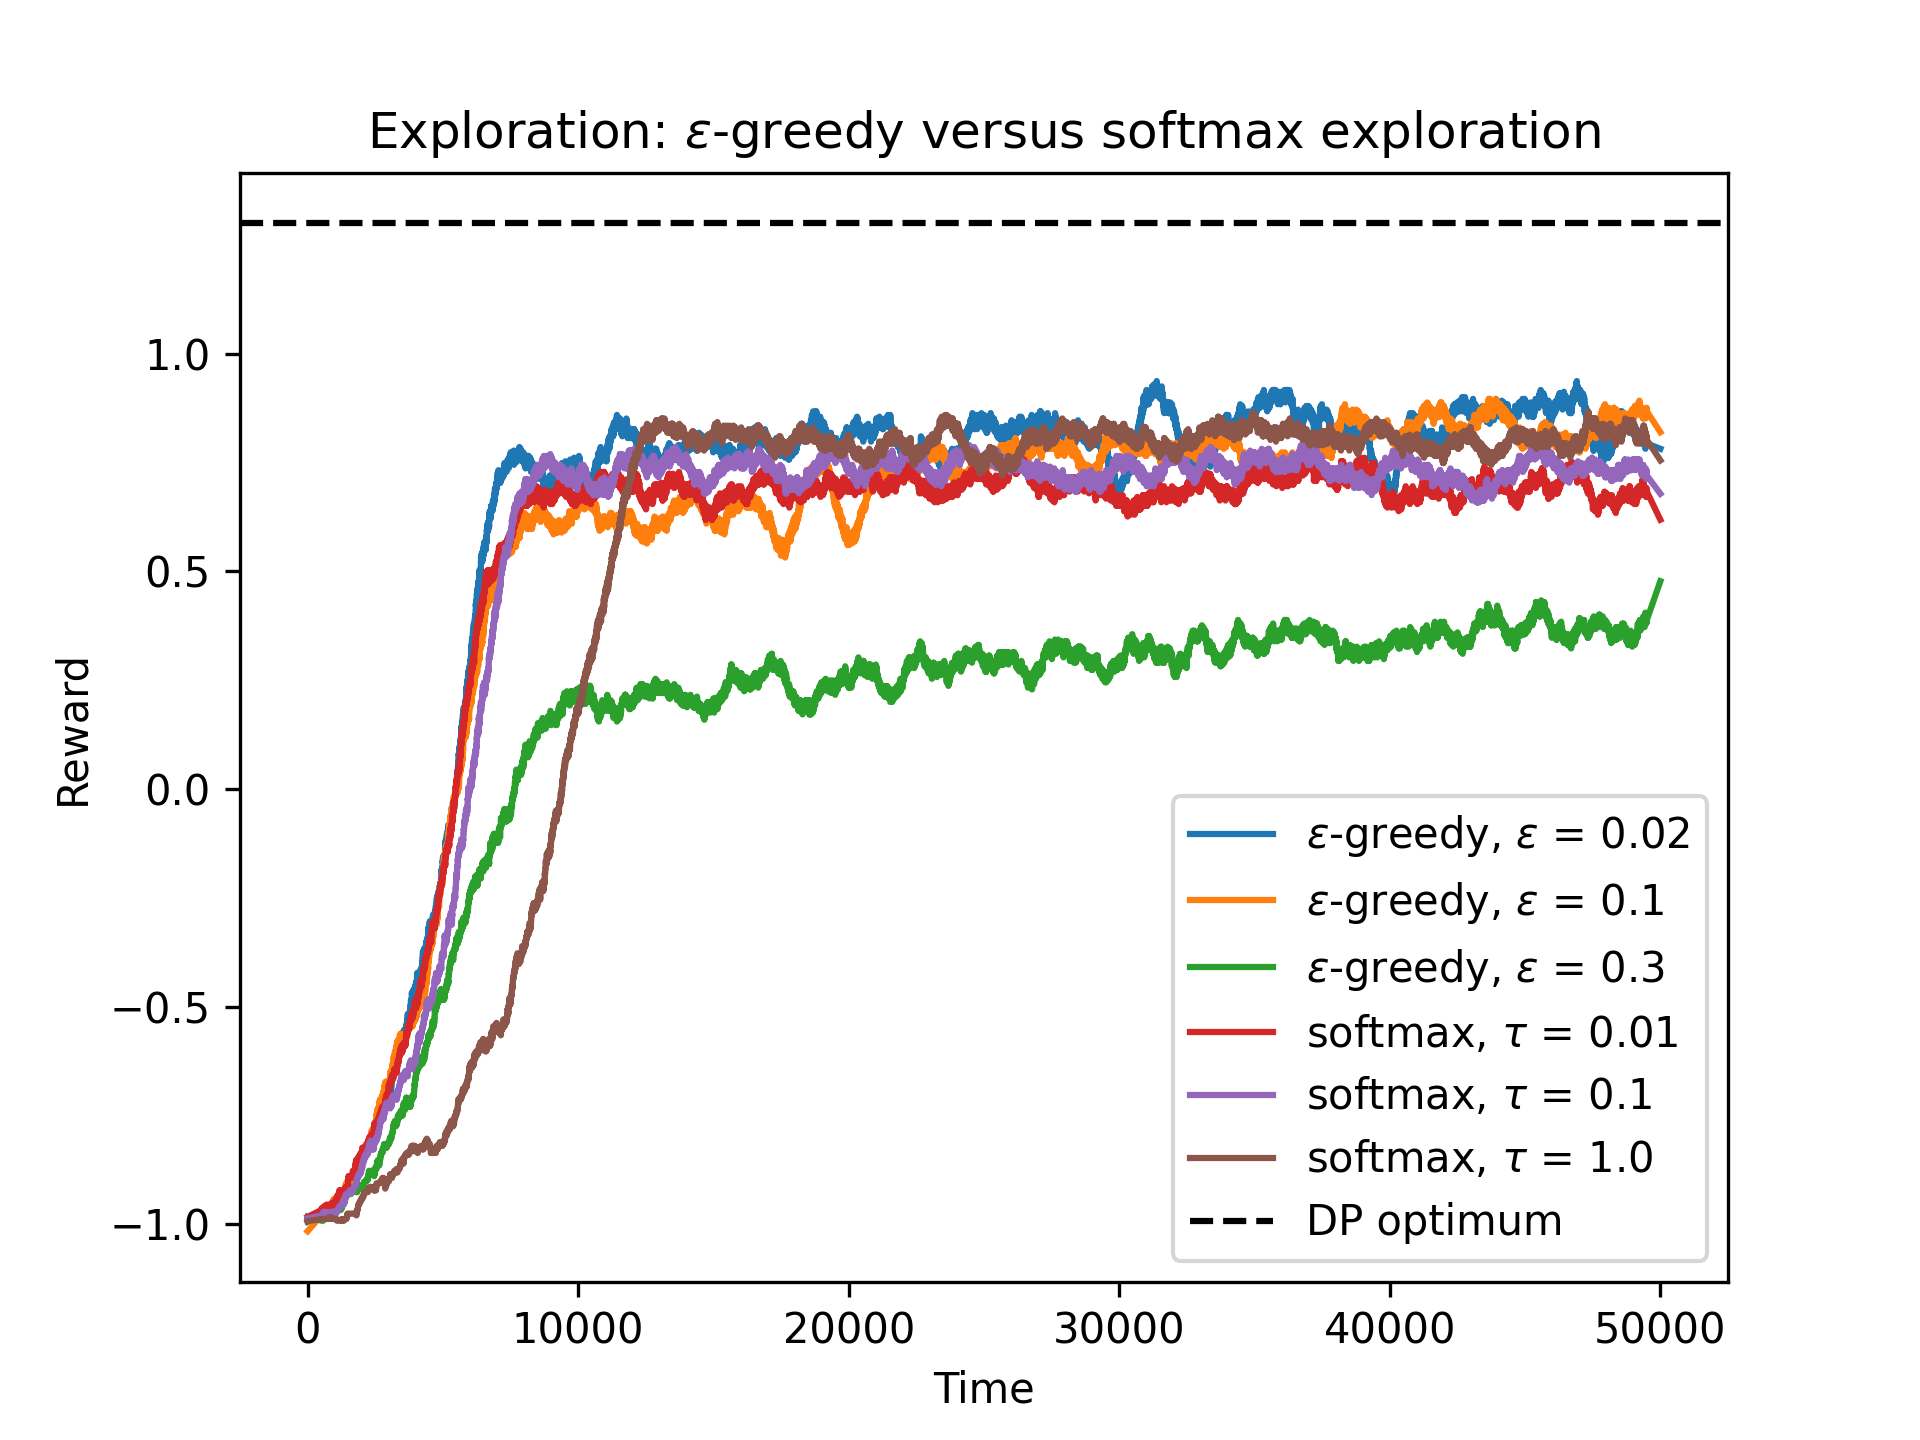 Exploration: ε-greedy versus softmax exploration
Reward
1.0
0.5
0.0
−0.5
−1.0
ε-greedy, ε = 0.02
ε-greedy, ε = 0.1
ε-greedy, ε = 0.3
softmax, τ = 0.01
softmax, τ = 0.1
softmax, τ = 1.0
DP optimum
0 10000 20000 30000 40000 50000
Time